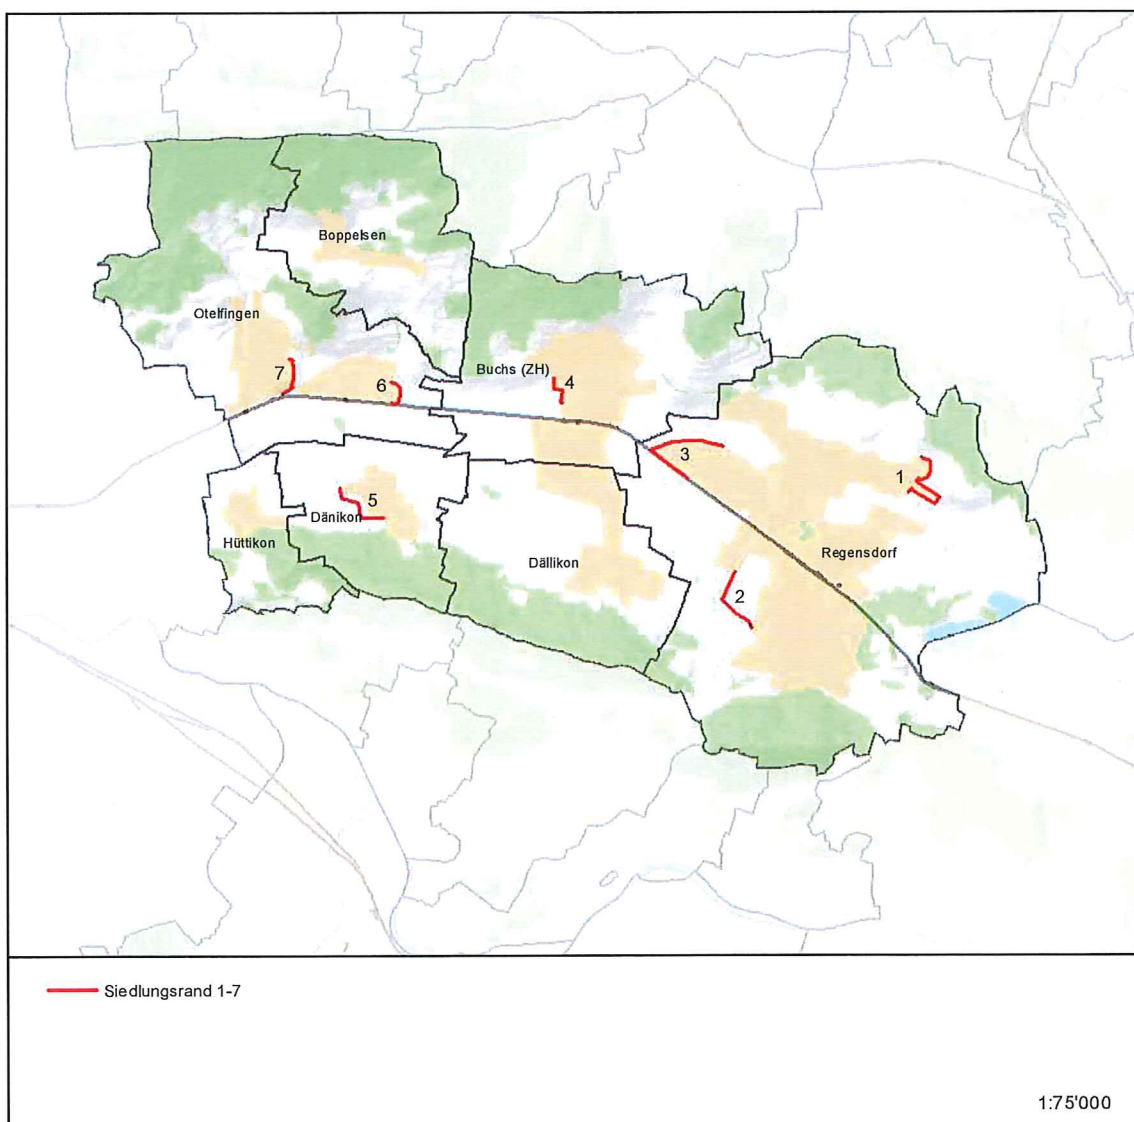 Boppelsen
Otelfingen
7
6
Buchs (ZH)
4
3
1
5
Dänikon
Hüttikon
Dällikon
Regensdorf
2
Siedlungsrand 1-7
1:75'000